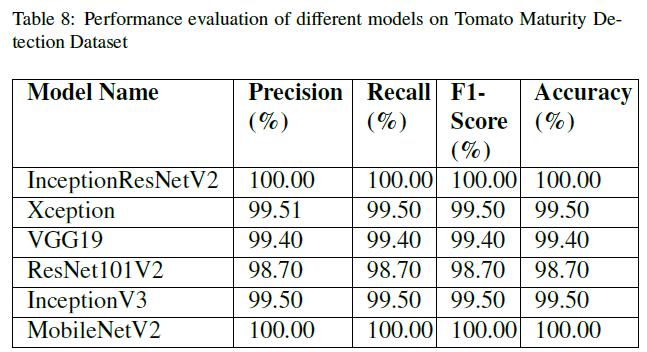 Table 8: Performance evaluation of different models on Tomato Maturity De-
tection Dataset
Model Name Precision (%) Recall (%) F1-Score (%) Accuracy (%)
InceptionResNetV2 100.00 100.00 100.00 100.00
Xception 99.51 99.50 99.50 99.50
VGG19 99.40 99.40 99.40 99.40
ResNet101V2 98.70 98.70 98.70 98.70
InceptionV3 99.50 99.50 99.50 99.50
MobileNetV2 100.00 100.00 100.00 100.00